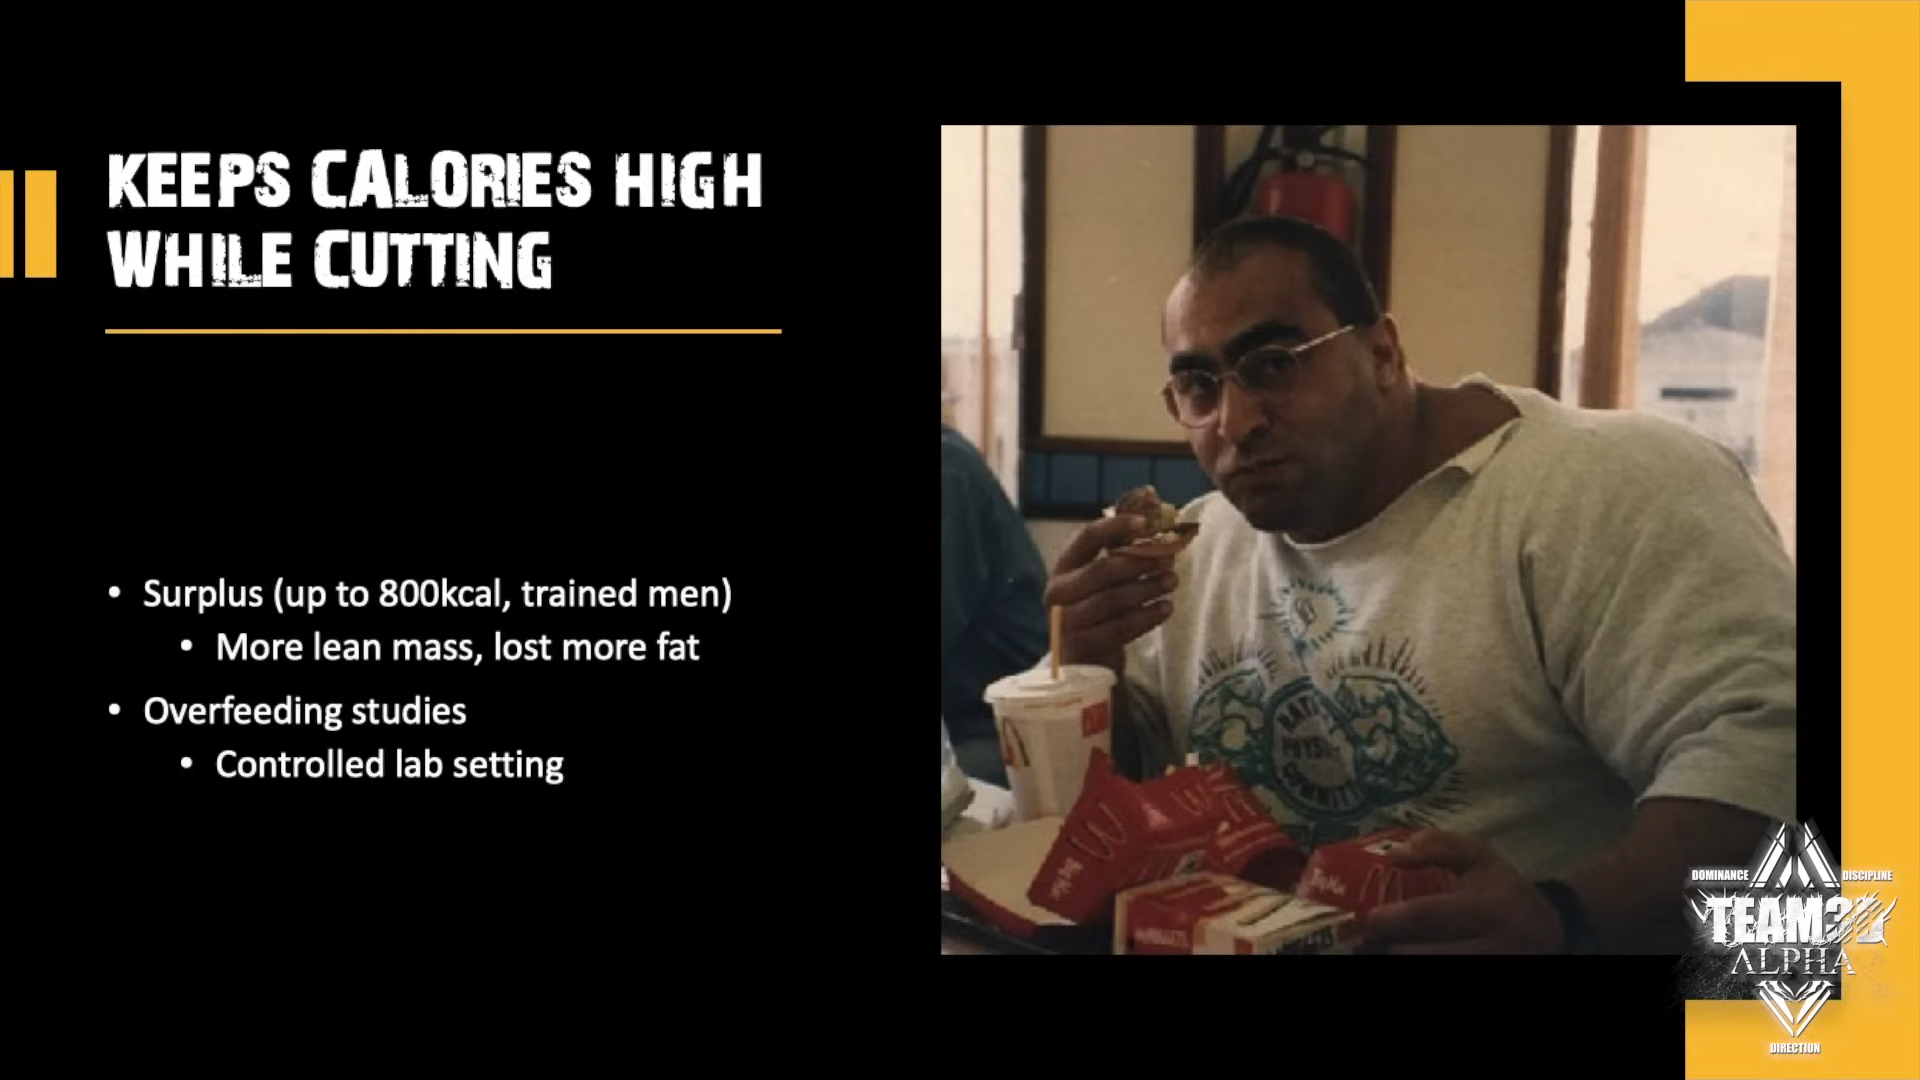 KEEPS CALORIES HIGH
WHILE CUTTING
• Surplus (up to 800kcal, trained men)
• More lean mass, lost more fat
• Overfeeding studies
• Controlled lab setting
DOMINANCE
DISCIPLINE
TEAM3D
ALPHA
DIRECTION